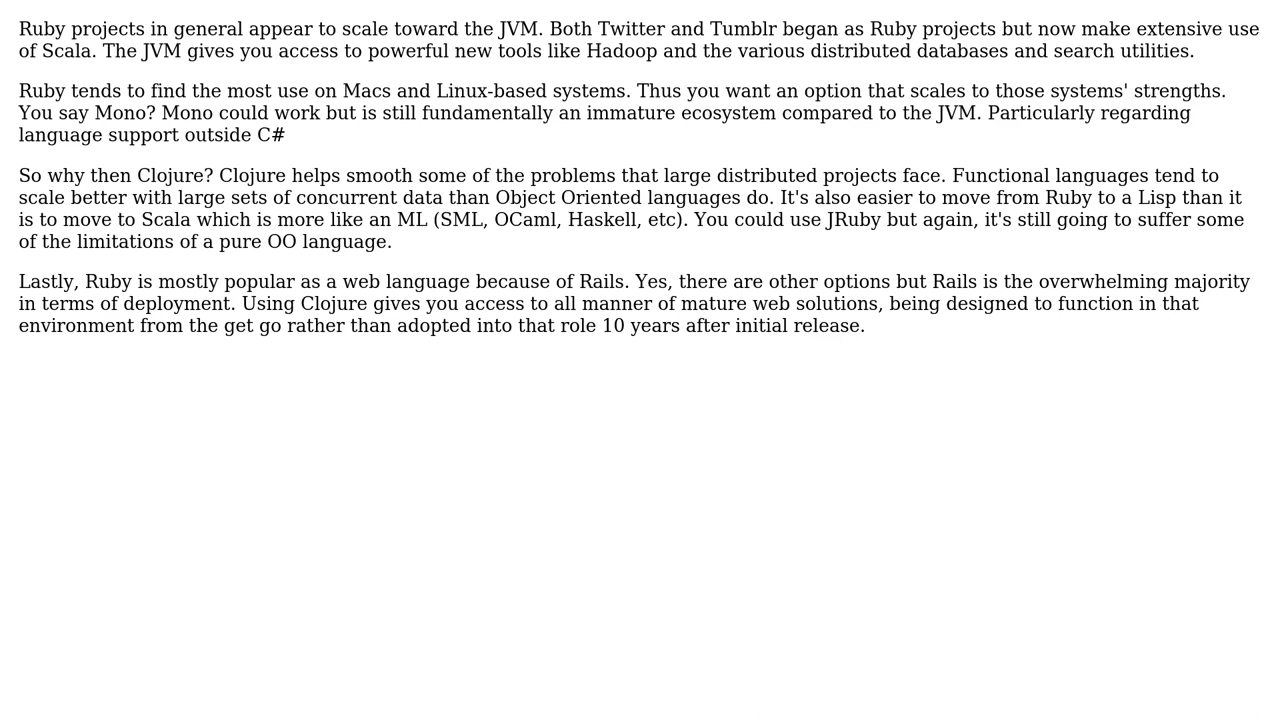 Ruby projects in general appear to scale toward the JVM. Both Twitter and Tumblr began as Ruby projects but now make extensive use
of Scala. The JVM gives you access to powerful new tools like Hadoop and the various distributed databases and search utilities.
Ruby tends to find the most use on Macs and Linux-based systems. Thus you want an option that scales to those systems' strengths.
You say Mono? Mono could work but is still fundamentally an immature ecosystem compared to the JVM. Particularly regarding
language support outside C#
So why then Clojure? Clojure helps smooth some of the problems that large distributed projects face. Functional languages tend to
scale better with large sets of concurrent data than Object Oriented languages do. It's also easier to move from Ruby to a Lisp than it
is to move to Scala which is more like an ML (SML, OCaml, Haskell, etc). You could use JRuby but again, it's still going to suffer some
of the limitations of a pure OO language.
Lastly, Ruby is mostly popular as a web language because of Rails. Yes, there are other options but Rails is the overwhelming majority
in terms of deployment. Using Clojure gives you access to all manner of mature web solutions, being designed to function in that
environment from the get go rather than adopted into that role 10 years after initial release.